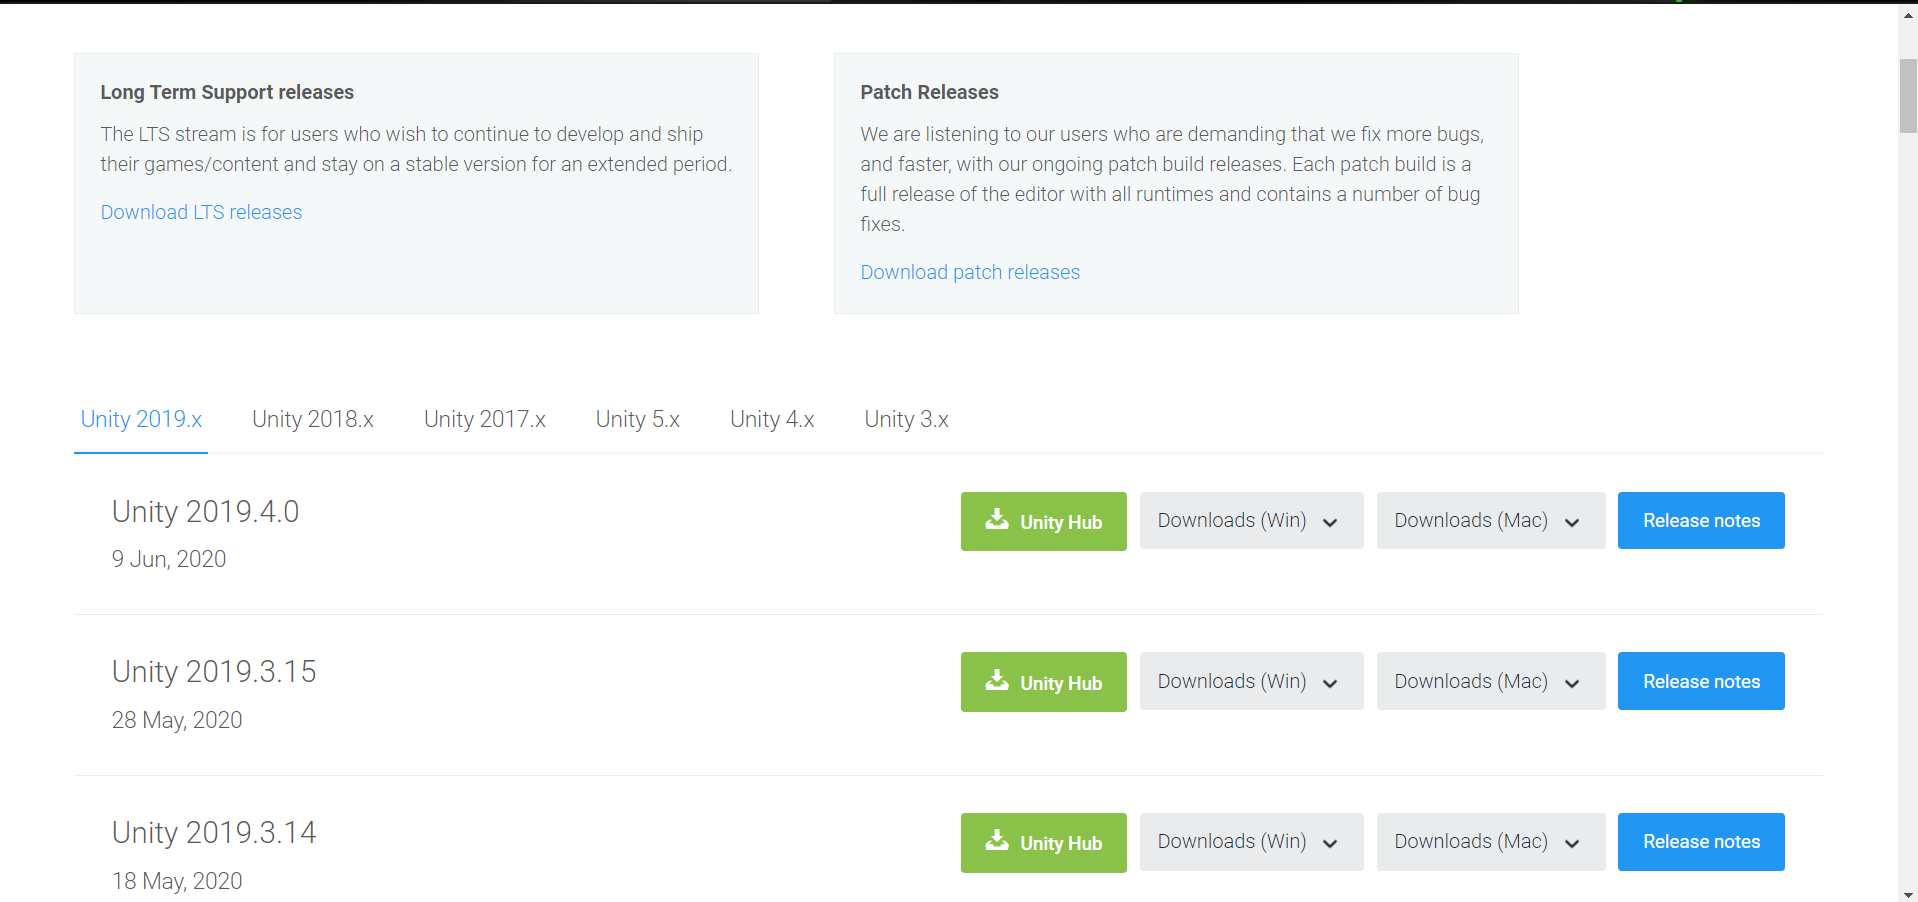 Long Term Support releases
The LTS stream is for users who wish to continue to develop and ship
their games/content and stay on a stable version for an extended period.
Download LTS releases
Patch Releases
We are listening to our users who are demanding that we fix more bugs,
and faster, with our ongoing patch build releases. Each patch build is a
full release of the editor with all runtimes and contains a number of bug
fixes.
Download patch releases
Unity 2019.x Unity 2018.x Unity 2017.x Unity 5.x Unity 4.x Unity 3.x
Unity 2019.4.0
9 Jun, 2020
Unity Hub Downloads (Win) Downloads (Mac) Release notes
Unity 2019.3.15
28 May, 2020
Unity Hub Downloads (Win) Downloads (Mac) Release notes
Unity 2019.3.14
18 May, 2020
Unity Hub Downloads (Win) Downloads (Mac) Release notes